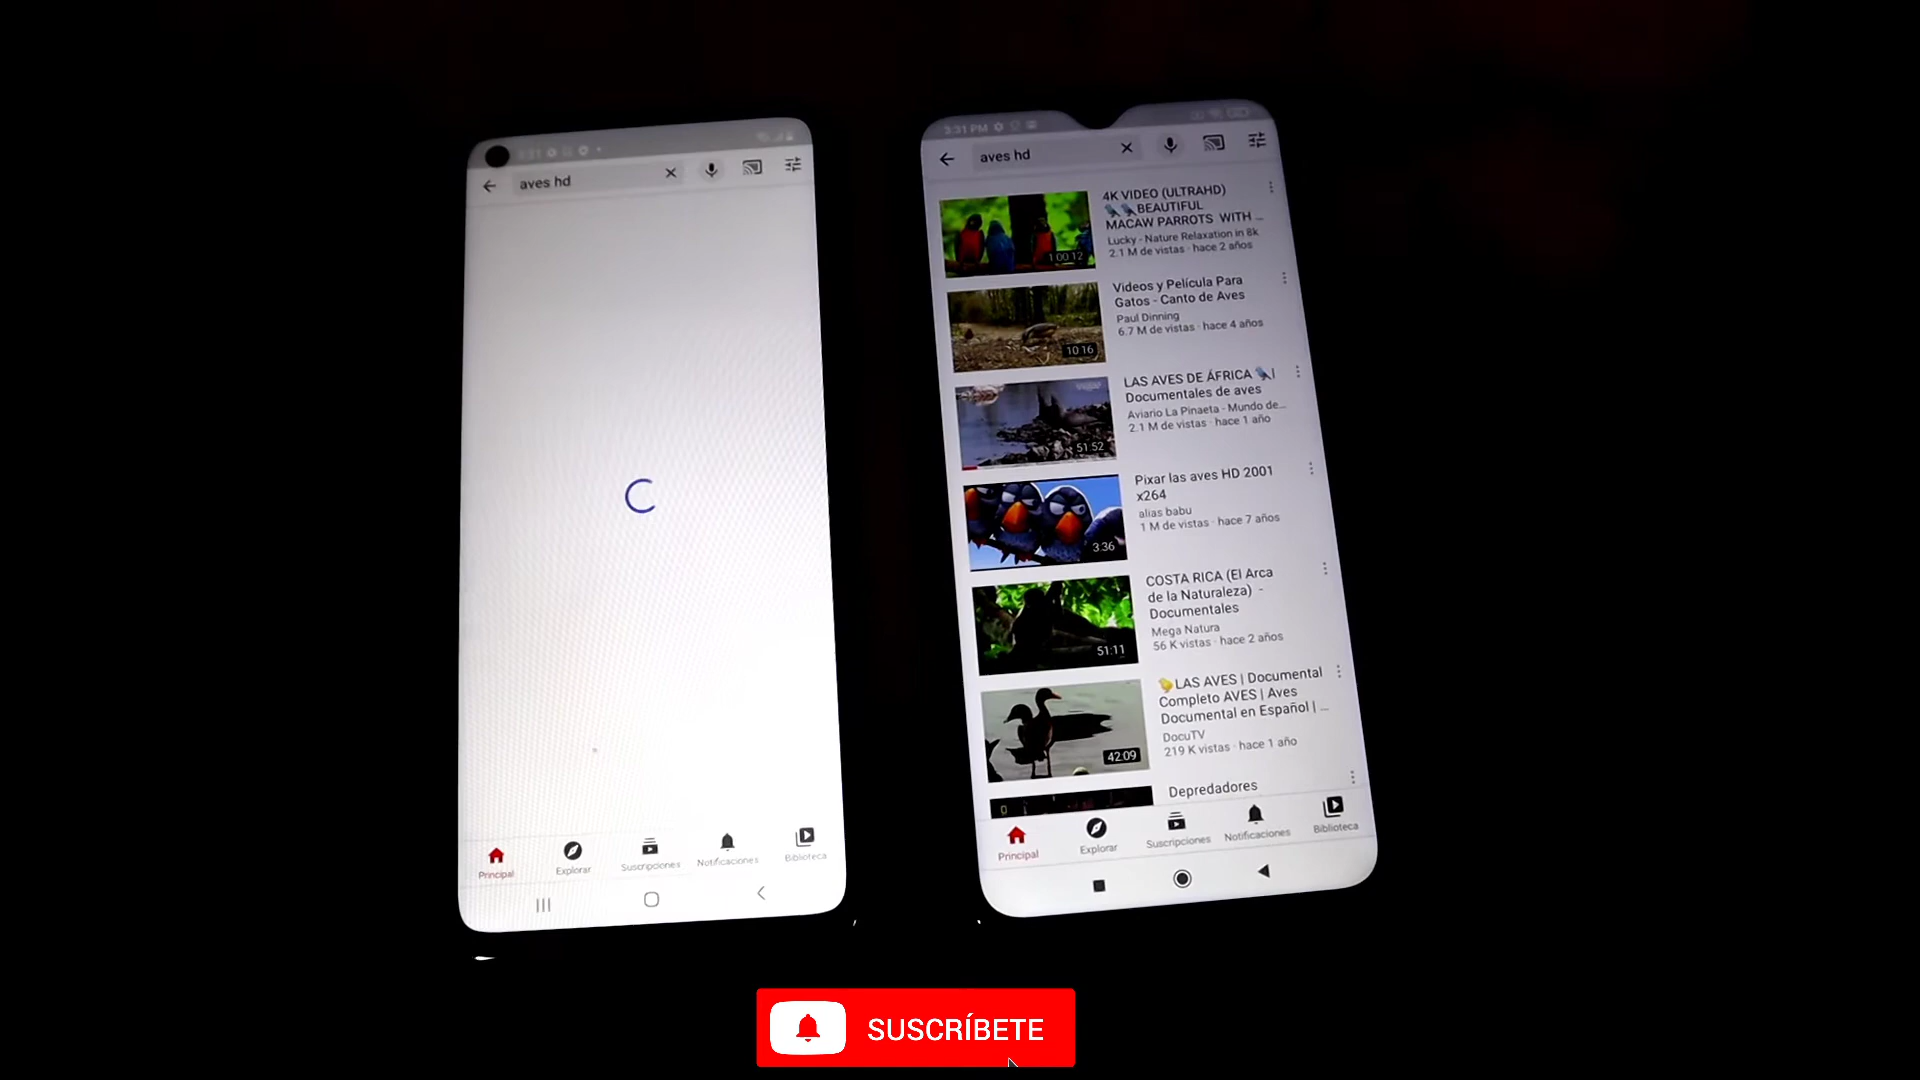 aves hd
Principal
Explorar
Suscripciones
Notificaciones
Biblioteca
3:31 PM
aves hd
4K VIDEO (ULTRAHD)
BEAUTIFUL
MACAW PARROTS WITH ...
Lucky - Nature Relaxation in 8k
2.1 M de vistas · hace 2 años
1:00:12
Videos y Película Para
Gatos - Canto de Aves
Paul Dinning
6.7 M de vistas · hace 4 años
10:16
LAS AVES DE ÁFRICA |
Documentales de aves
Aviario La Pinaeta - Mundo de...
2.1 M de vistas · hace 1 año
51:52
Pixar las aves HD 2001
x264
alias babu
1 M de vistas · hace 7 años
3:36
COSTA RICA (El Arca
de la Naturaleza) -
Documentales
Mega Natura
56 K vistas · hace 2 años
51:11
LAS AVES | Documental
Completo AVES | Aves
Documental en Español | ...
DocuTV
219 K vistas · hace 1 año
42:09
Depredadores
Principal
Explorar
Suscripciones
Notificaciones
Biblioteca
SUSCRÍBETE